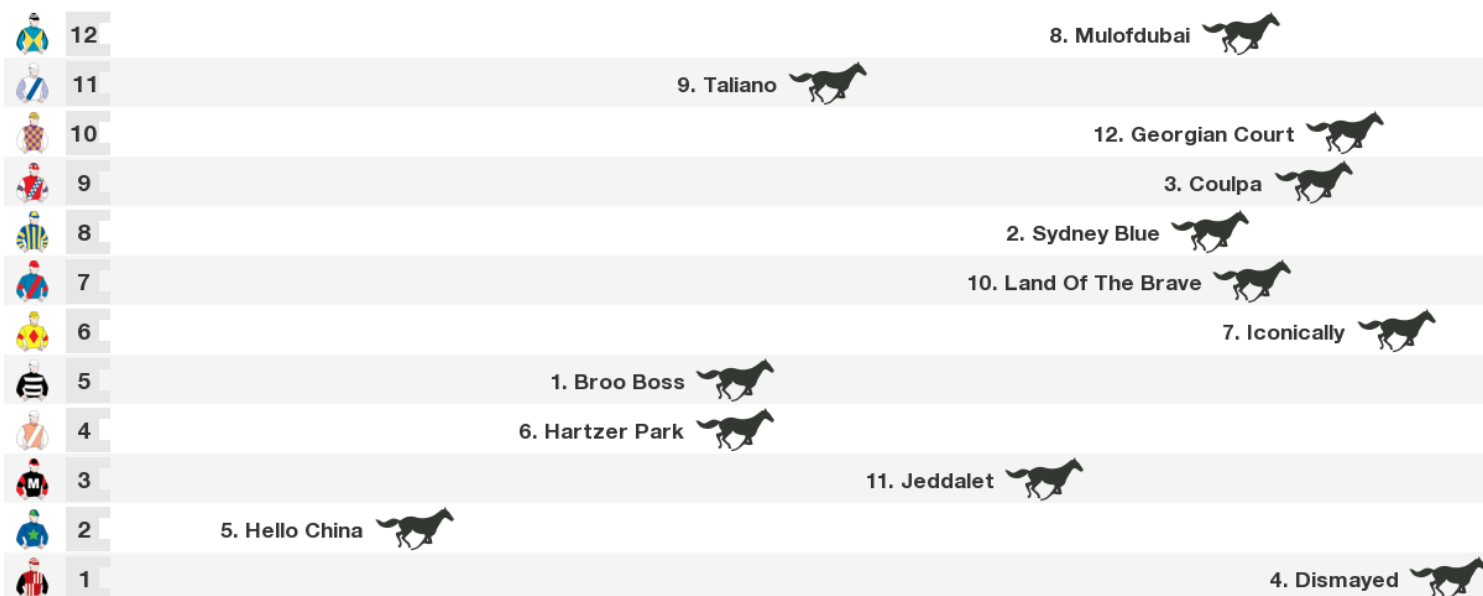 12 8. Mulofdubai
11 9. Taliano
10 12. Georgian Court
9 3. Coulpa
8 2. Sydney Blue
7 10. Land Of The Brave
6 7. Iconically
5 1. Broo Boss
4 6. Hartzer Park
M 3 11. Jeddalet
2 5. Hello China
1 4. Dismayed